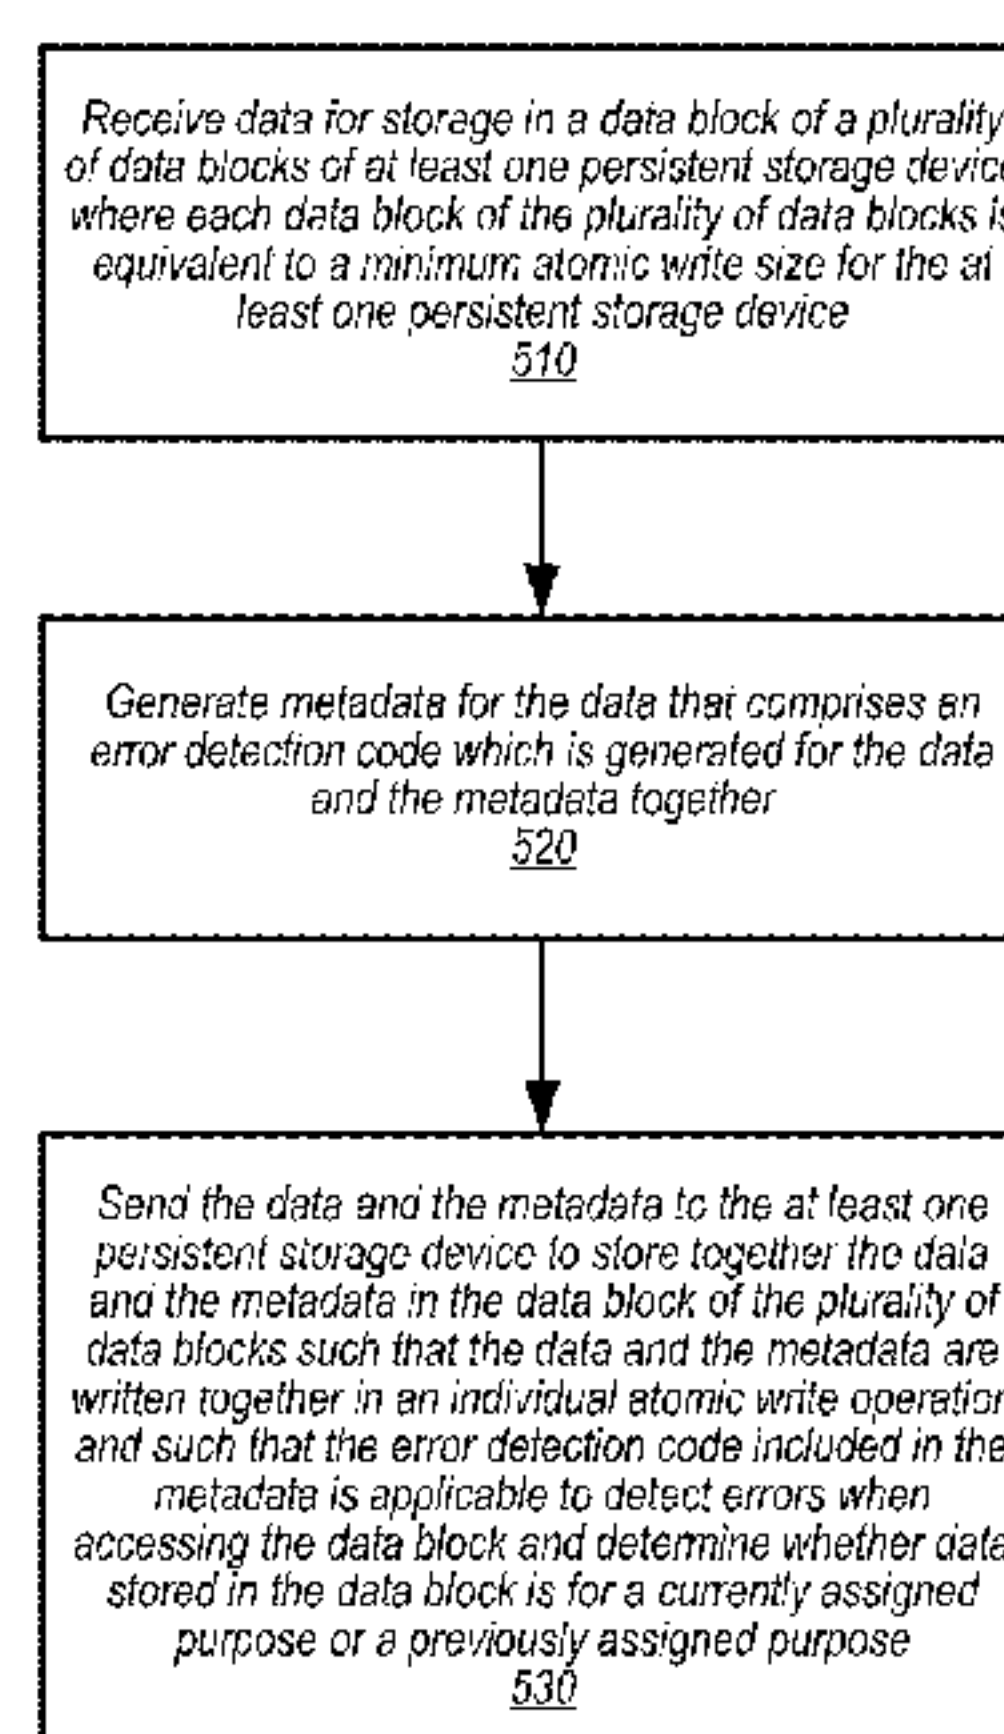 Receive data for storage in a data block of a plurality
of data blocks of at least one persistent storage device
where each data block of the plurality of data blocks is
equivalent to a minimum atomic write size for the at
least one persistent storage device
510
Generate metadata for the data that comprises an
error detection code which is generated for the data
and the metadata together
520
Send the data and the metadata to the at least one
persistent storage device to store together the data
and the metadata in the data block of the plurality of
data blocks such that the data and the metadata are
written together in an individual atomic write operation
and such that the error detection code included in the
metadata is applicable to detect errors when
accessing the data block and determine whether data
stored in the data block is for a currently assigned
purpose or a previously assigned purpose
530